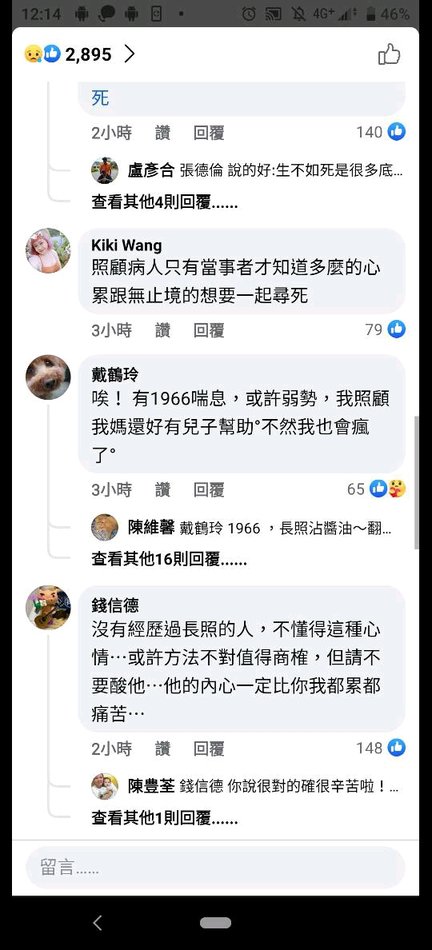 12:14
4G+
46%
2,895
死
2小時 讚 回覆 140
盧彥合 張德倫 說的好:生不如死是很多底...
查看其他4則回覆......
Kiki Wang
照顧病人只有當事者才知道多麼的心
累跟無止境的想要一起尋死
3小時 讚 回覆 79
戴鶴玲
唉！ 有1966喘息，或許弱勢，我照顧
我媽還好有兒子幫助°不然我也會瘋
了°
3小時 讚 回覆 65
陳維馨 戴鶴玲 1966 ，長照沾醬油～翻...
查看其他16則回覆......
錢信德
沒有經歷過長照的人，不懂得這種心
情…或許方法不對值得商榷，但請不
要酸他…他的內心一定比你我都累都
痛苦…
2小時 讚 回覆 148
陳豊荃 錢信德 你說很對的確很辛苦啦！...
查看其他1則回覆......
留言......